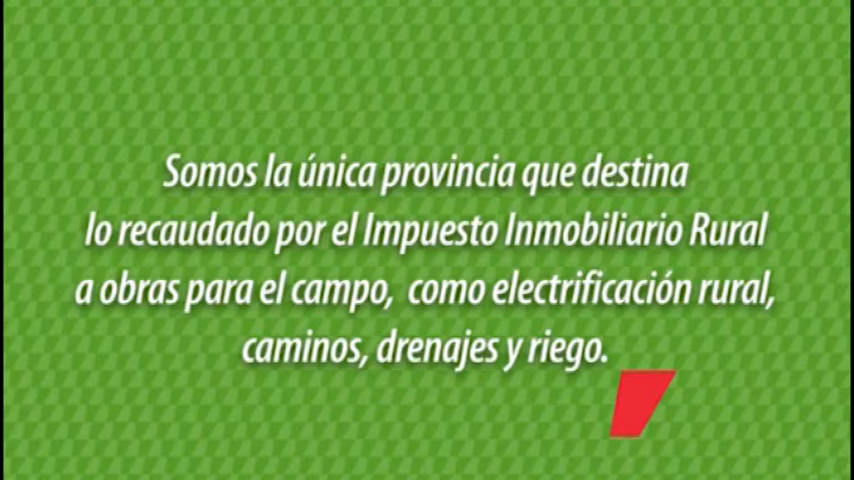 Somos la única provincia que destina
lo recaudado por el Impuesto Inmobiliario Rural
a obras para el campo, como electrificación rural,
caminos, drenajes y riego.